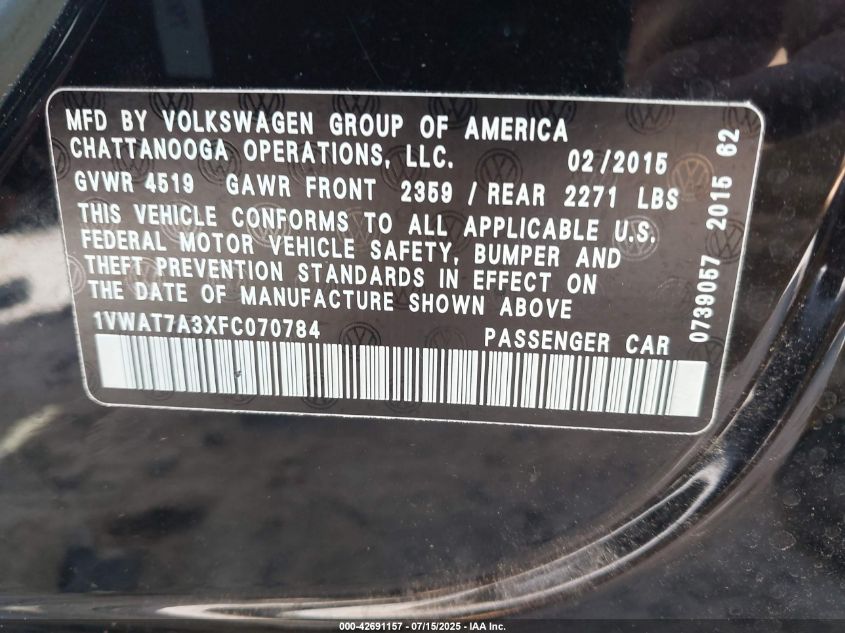 MFD BY VOLKSWAGEN GROUP OF AMERICA
CHATTANOOGA OPERATIONS, LLC. 02/2015
GVWR 4519 GAWR FRONT 2359 / REAR 2271 LBS
THIS VEHICLE CONFORMS TO ALL APPLICABLE U.S.
FEDERAL MOTOR VEHICLE SAFETY, BUMPER AND
THEFT PREVENTION STANDARDS IN EFFECT ON
THE DATE OF MANUFACTURE SHOWN ABOVE
1VWAT7A3XFC070784 PASSENGER CAR
0739057 2015 62
000-42691157 - 07/15/2025 - IAA Inc.